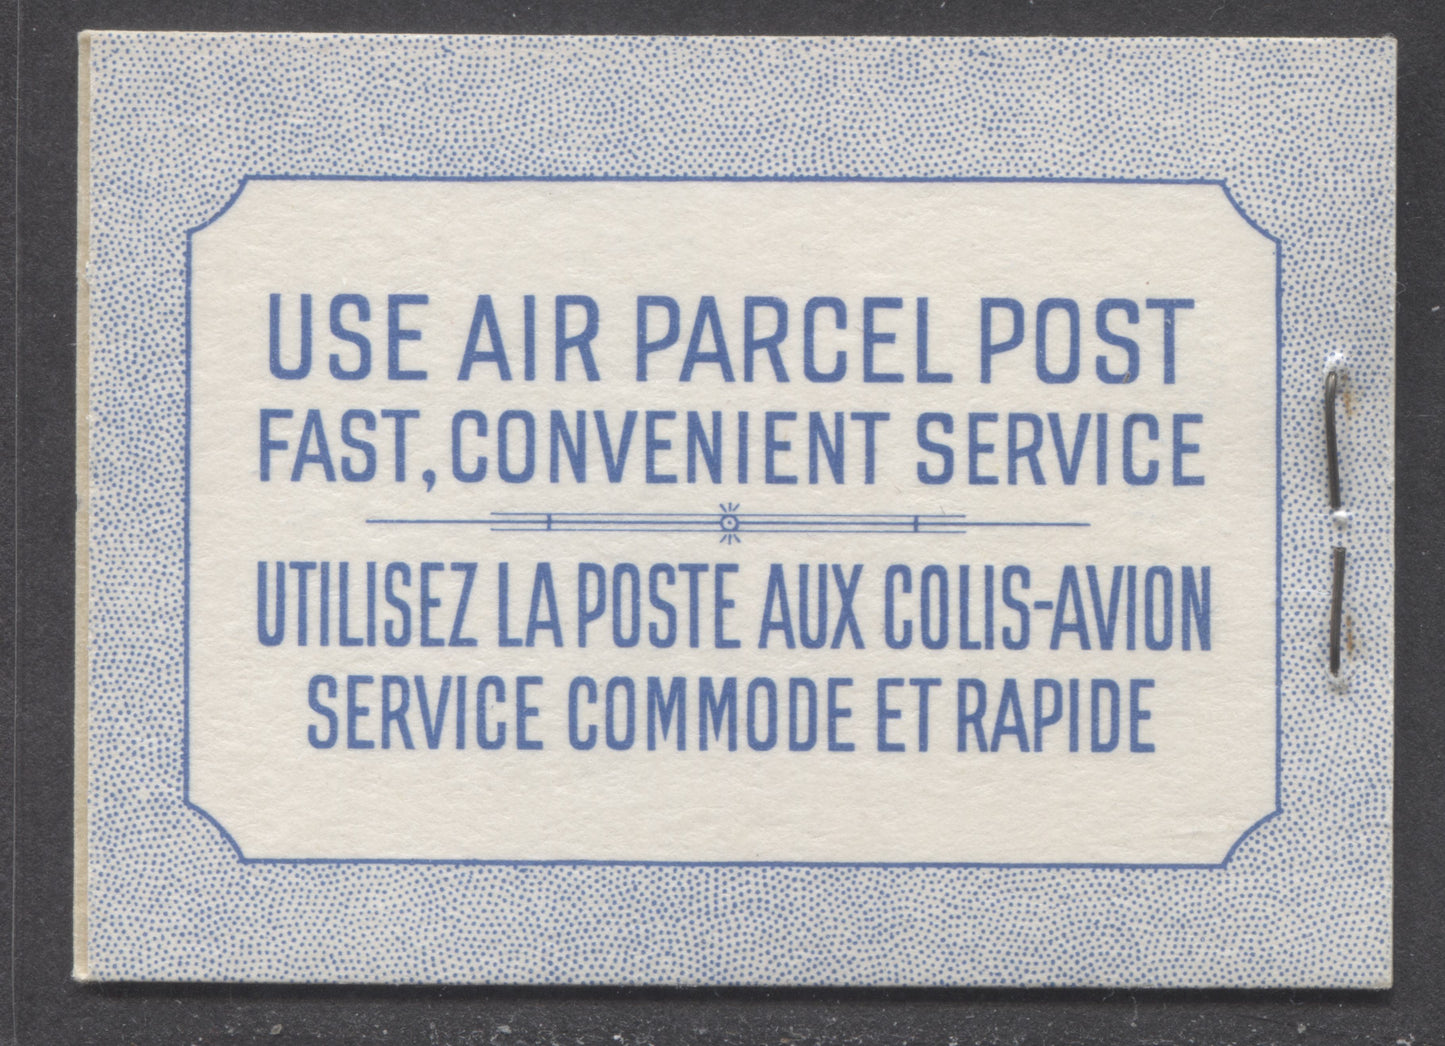 USE AIR PARCEL POST
FAST, CONVENIENT SERVICE
UTILISEZ LA POSTE AUX COLIS-AVION
SERVICE COMMODE ET RAPIDE